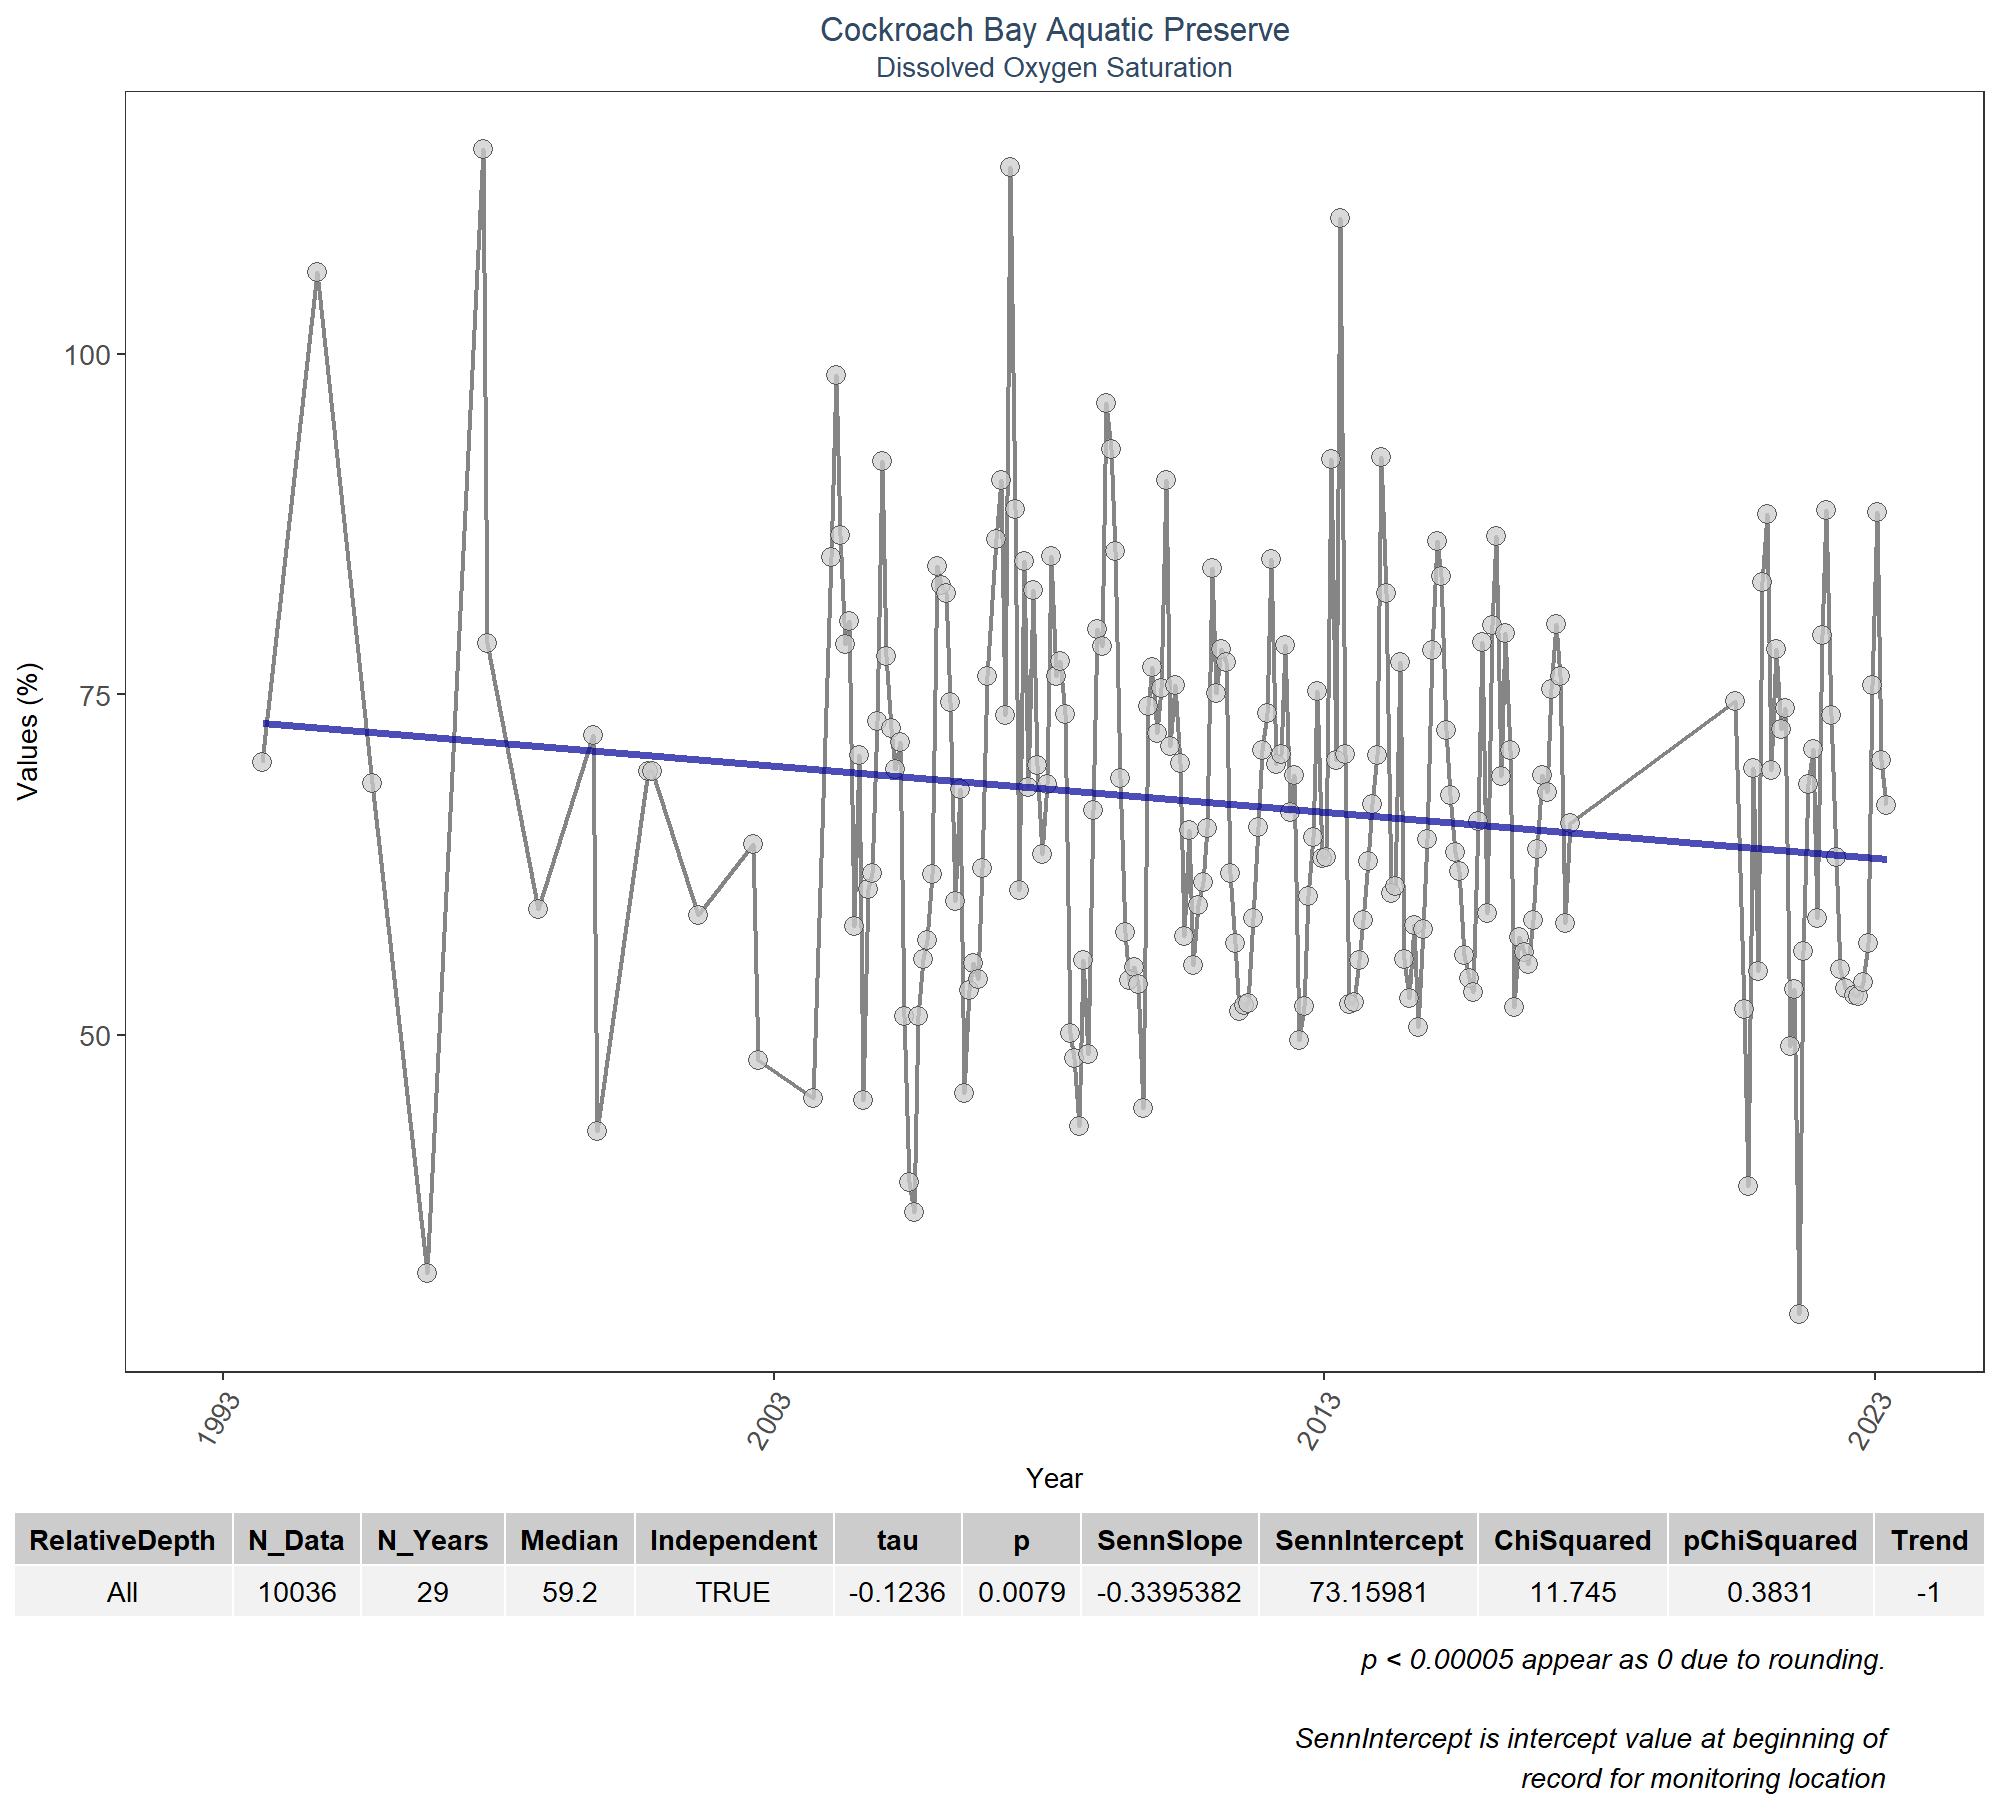 Cockroach Bay Aquatic Preserve
Dissolved Oxygen Saturation
Values (%)
100
75
50
1993
2003
2013
2023
Year
RelativeDepth N_Data N_Years Median Independent tau p SennSlope SennIntercept ChiSquared pChiSquared Trend
All 10036 29 59.2 TRUE -0.1236 0.0079 -0.3395382 73.15981 11.745 0.3831 -1
p < 0.00005 appear as 0 due to rounding.
SennIntercept is intercept value at beginning of
record for monitoring location